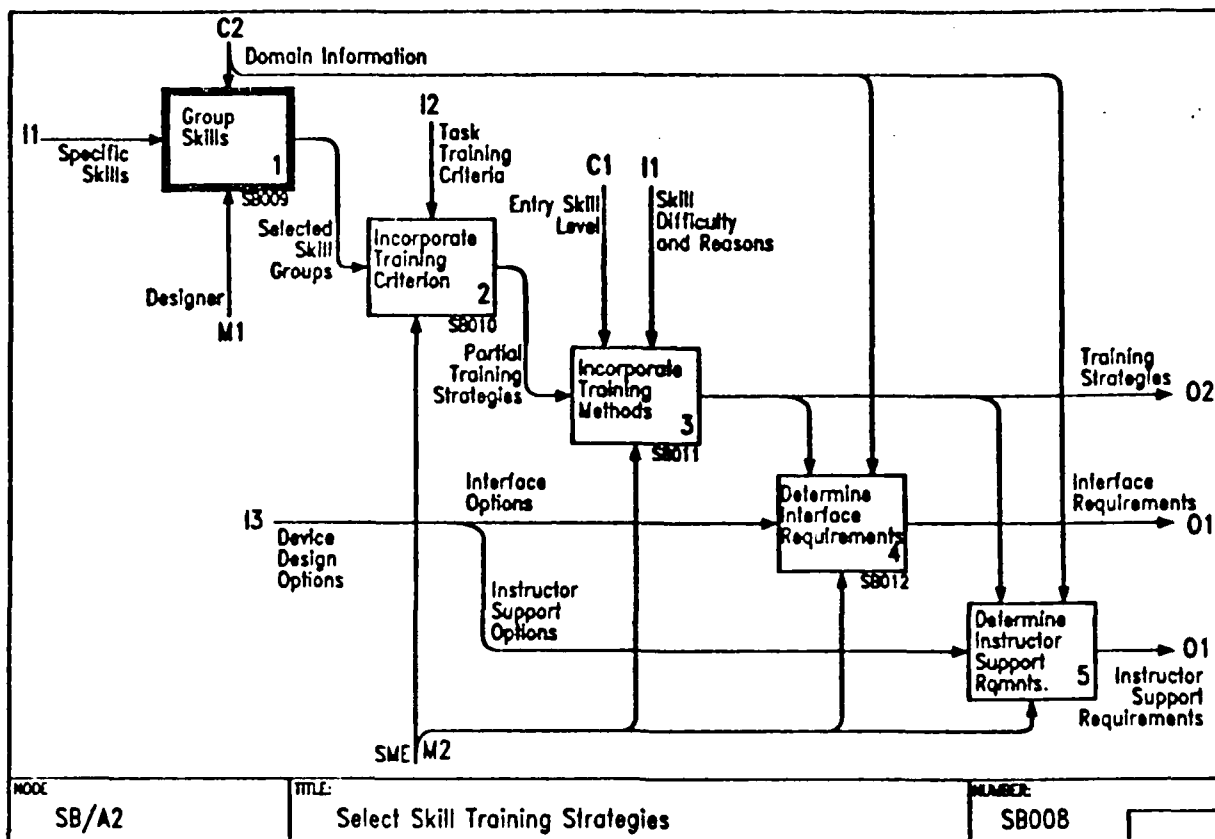 C2
Domain Information
Group
Skills
1
SB009
I1
Specific
Skills
I2
Task
Training
Criteria
C1
I1
Entry Skill
Level
Skill
Difficulty
and Reasons
Selected
Skill
Groups
Incorporate
Training
Criterion
2
SB010
Designer
M1
Partial
Training
Strategies
Incorporate
Training
Methods
3
SB011
Training
Strategies
O2
Interface
Options
Determine
Interface
Requirements
4
SB012
Interface
Requirements
O1
I3
Device
Design
Options
Instructor
Support
Options
Determine
Instructor
Support
Rqmnts.
5
O1
Instructor
Support
Requirements
SME
M2
NODE
SB/A2
TITLE:
Select Skill Training Strategies
NUMBER:
SB008